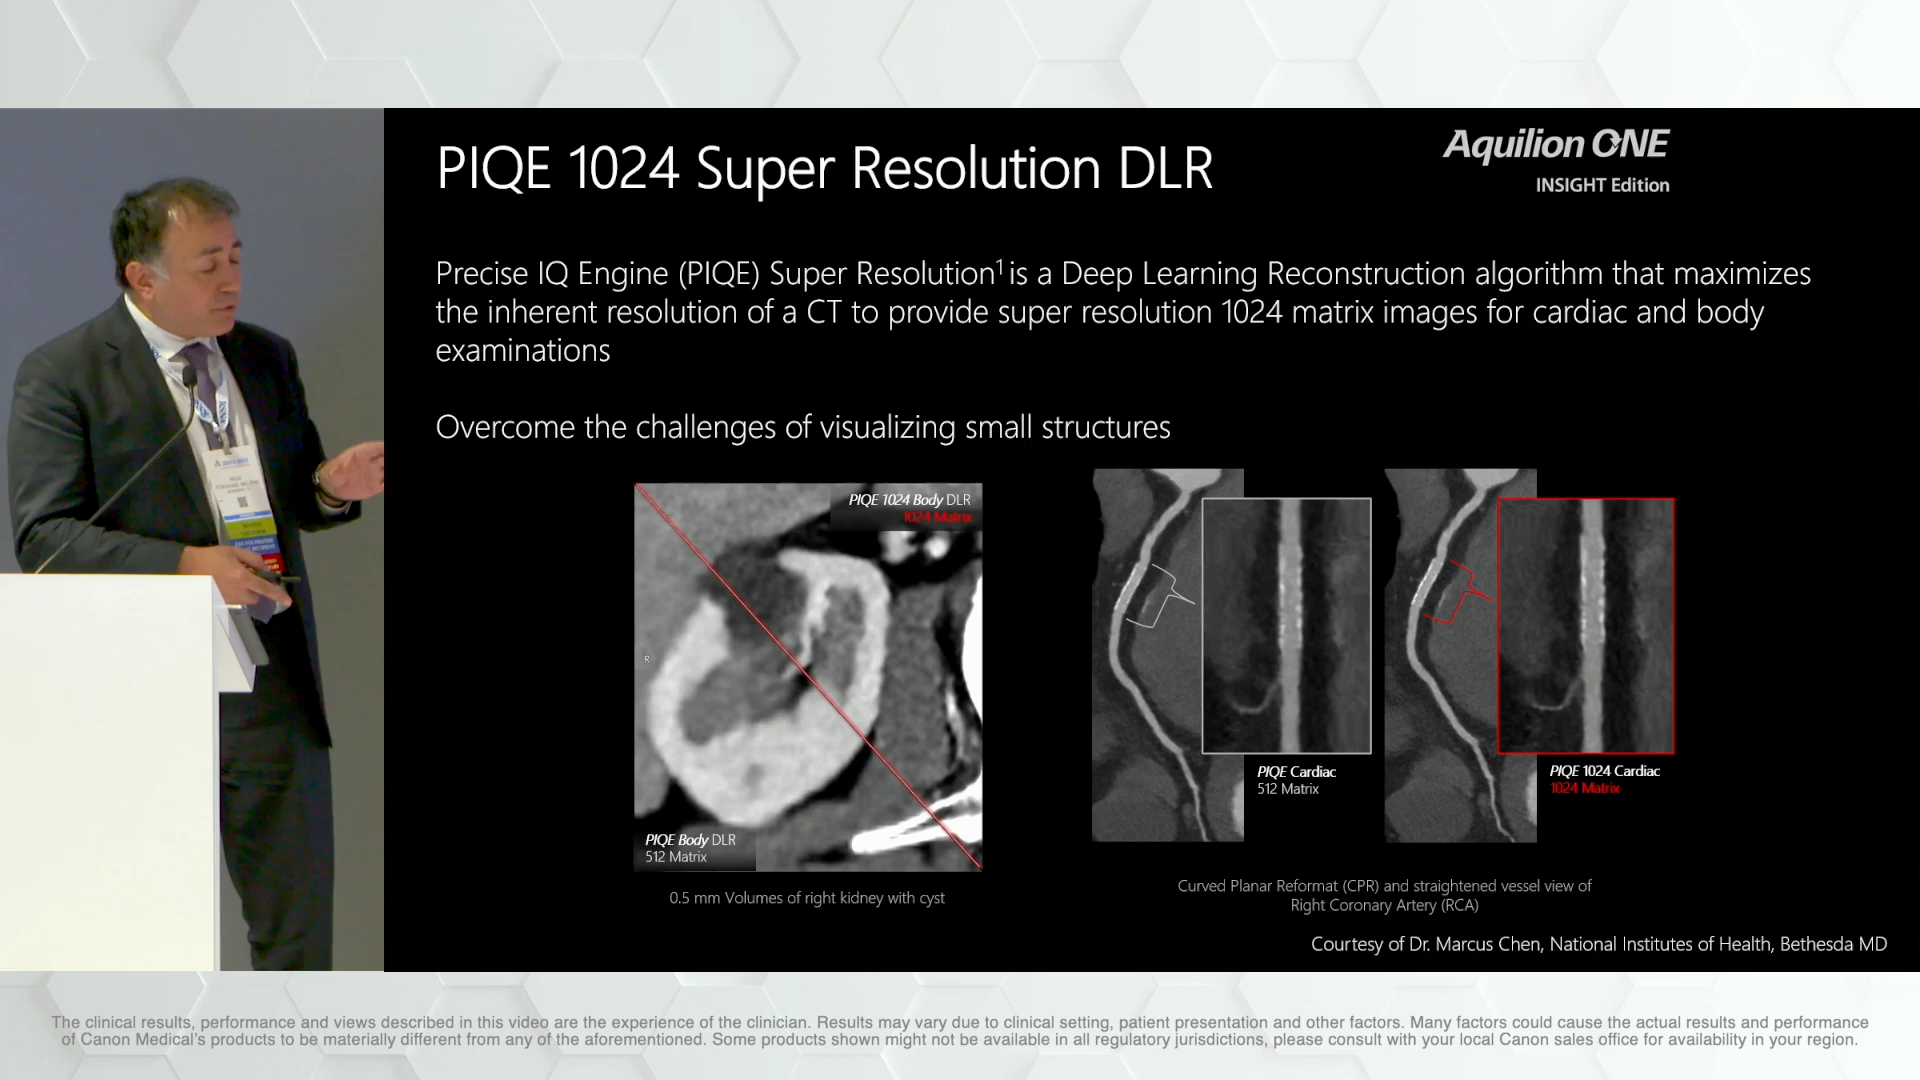 PIQE 1024 Super Resolution DLR
Aquilion ONE
INSIGHT Edition
Precise IQ Engine (PIQE) Super Resolution¹ is a Deep Learning Reconstruction algorithm that maximizes
the inherent resolution of a CT to provide super resolution 1024 matrix images for cardiac and body
examinations
Overcome the challenges of visualizing small structures
PIQE 1024 Body DLR
1024 Matrix
R
PIQE Body DLR
512 Matrix
0.5 mm Volumes of right kidney with cyst
PIQE Cardiac
512 Matrix
PIQE 1024 Cardiac
1024 Matrix
Curved Planar Reformat (CPR) and straightened vessel view of
Right Coronary Artery (RCA)
Courtesy of Dr. Marcus Chen, National Institutes of Health, Bethesda MD
RSNA
The clinical results, performance and views described in this video are the experience of the clinician. Results may vary due to clinical setting, patient presentation and other factors. Many factors could cause the actual results and performance
of Canon Medical's products to be materially different from any of the aforementioned. Some products shown might not be available in all regulatory jurisdictions, please consult with your local Canon sales office for availability in your region.